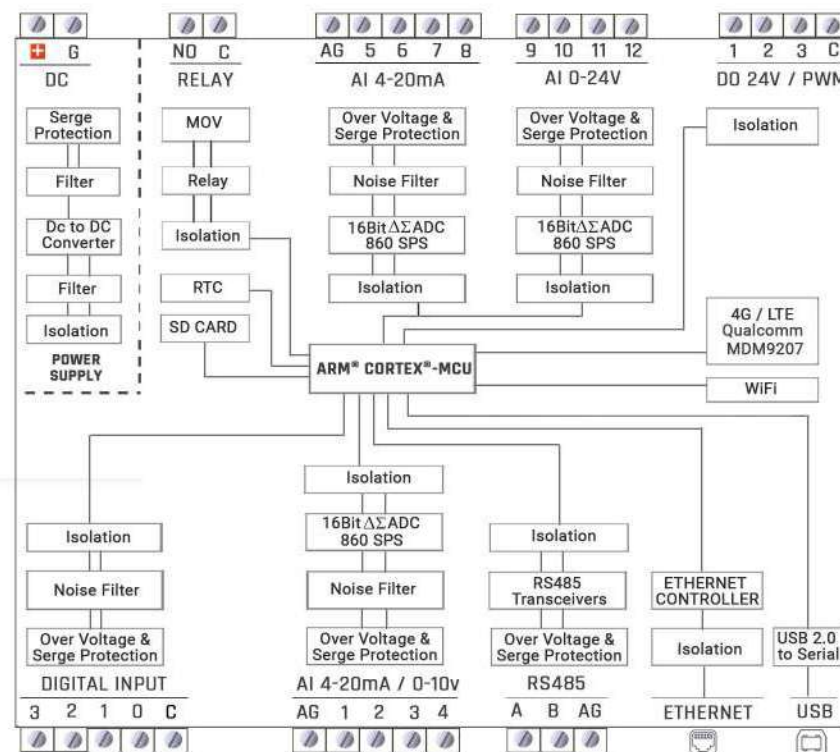 G
DC
NO C
RELAY
AG 5 6 7 8
AI 4-20mA
9 10 11 12
AI 0-24V
1 2 3 C
DO 24V / PWM
Serge
Protection
Filter
Dc to DC
Converter
Filter
Isolation
POWER
SUPPLY
MOV
Relay
Isolation
RTC
SD CARD
Over Voltage &
Serge Protection
Noise Filter
16Bit ΔΣADC
860 SPS
Isolation
Over Voltage &
Serge Protection
Noise Filter
16Bit ΔΣADC
860 SPS
Isolation
Isolation
4G / LTE
Qualcomm
MDM9207
WiFi
ARM® CORTEX®-MCU
Isolation
Noise Filter
Over Voltage &
Serge Protection
DIGITAL INPUT
3 2 1 0 C
Isolation
16Bit ΔΣADC
860 SPS
Noise Filter
Over Voltage &
Serge Protection
AI 4-20mA / 0-10v
AG 1 2 3 4
Isolation
RS485
Transceivers
Over Voltage &
Serge Protection
RS485
A B AG
ETHERNET
CONTROLLER
Isolation
ETHERNET
USB 2.0
to Serial
USB